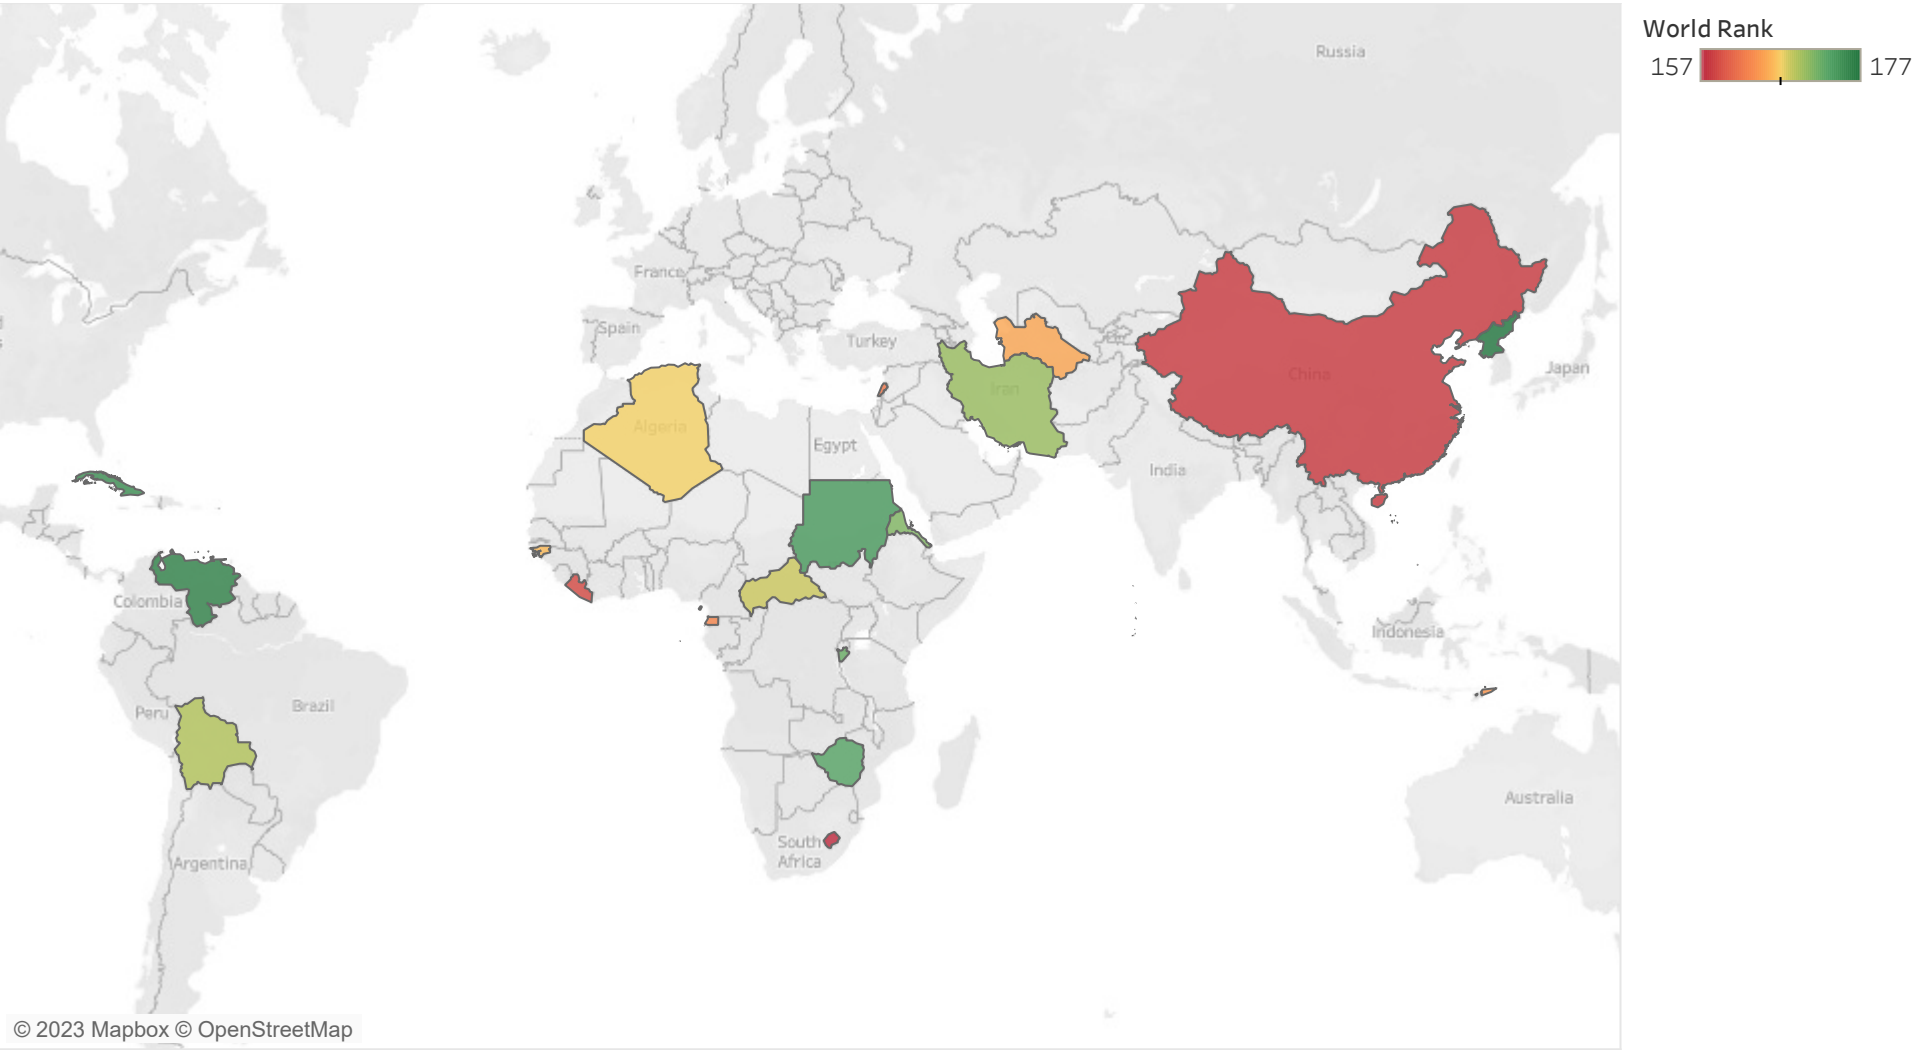 World Rank
157
177
Russia
France
Spain
Turkey
Japan
Iran
China
Algeria
Egypt
India
Colombia
Indonesia
Peru
Brazil
Australia
South
Africa
Argentina
© 2023 Mapbox © OpenStreetMap